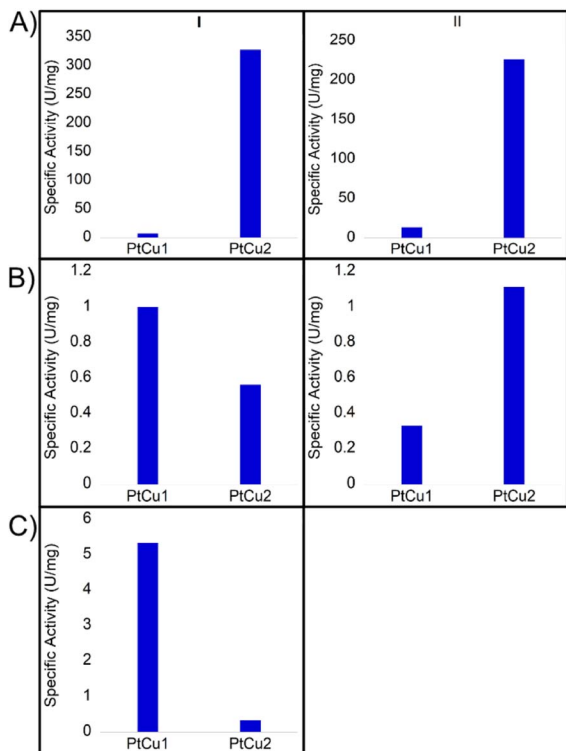 A)
I
Specific Activity (U/mg)
350
300
250
200
150
100
50
0
PtCu1 PtCu2
II
Specific Activity (U/mg)
250
200
150
100
50
0
PtCu1 PtCu2
B)
Specific Activity (U/mg)
1.2
1
0.8
0.6
0.4
0.2
0
PtCu1 PtCu2
Specific Activity (U/mg)
1.2
1
0.8
0.6
0.4
0.2
0
PtCu1 PtCu2
C)
Specific Activity (U/mg)
6
5
4
3
2
1
0
PtCu1 PtCu2